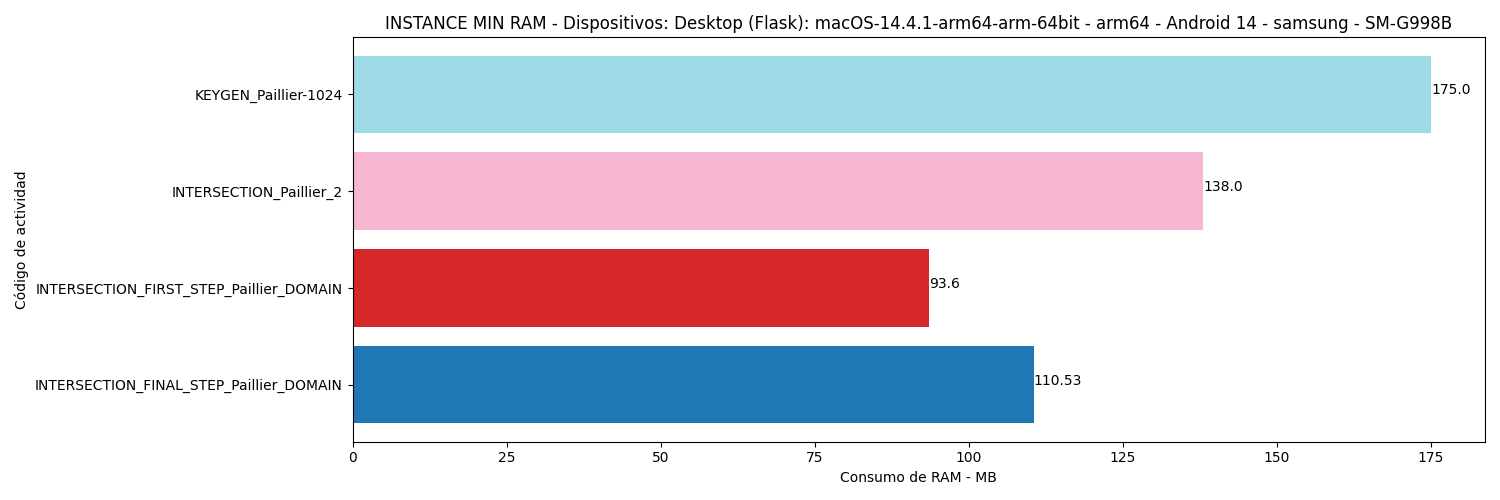 INSTANCE MIN RAM - Dispositivos: Desktop (Flask): macOS-14.4.1-arm64-arm-64bit - arm64 - Android 14 - samsung - SM-G998B
Código de actividad
KEYGEN_Paillier-1024
175.0
INTERSECTION_Paillier_2
138.0
INTERSECTION_FIRST_STEP_Paillier_DOMAIN
93.6
INTERSECTION_FINAL_STEP_Paillier_DOMAIN
110.53
0 25 50 75 100 125 150 175
Consumo de RAM - MB